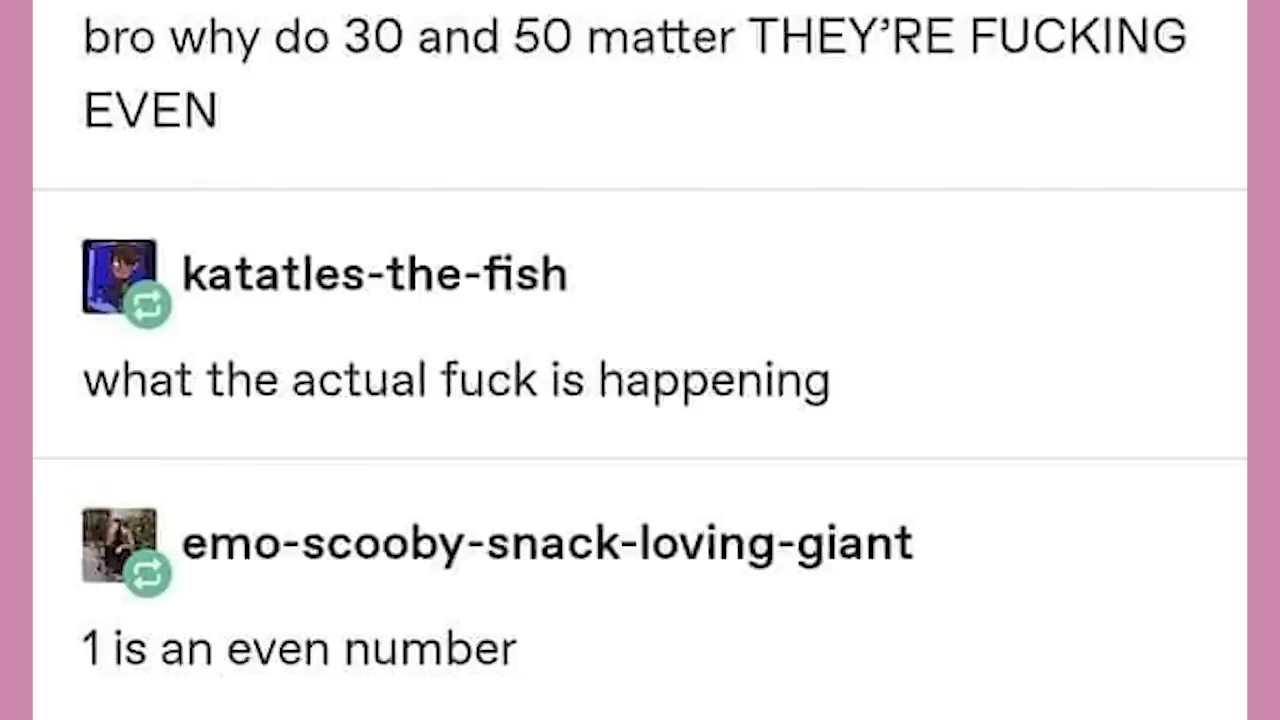 bro why do 30 and 50 matter THEY’RE FUCKING
EVEN
katatles-the-fish
what the actual fuck is happening
emo-scooby-snack-loving-giant
1 is an even number